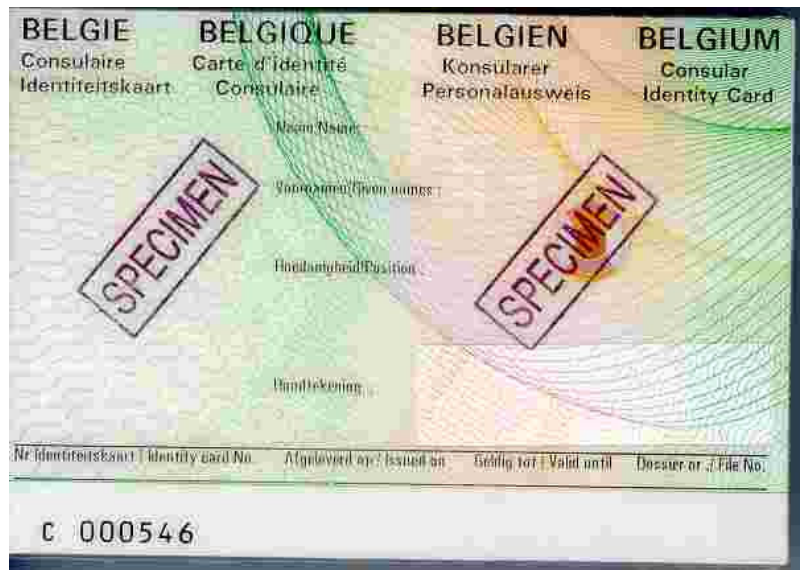 BELGIE BELGIQUE BELGIEN BELGIUM
Consulaire Carte d'identité Konsularer Consular
Identiteitskaart Consulaire Personalausweis Identity Card
Naam/Name:
Voornamen/Given names :
SPECIMEN SPECIMEN
Hoedanigheid/Position :
Handtekening :
Nr Identiteitskaart / Identity card No. Afgeleverd op / Issued on Geldig tot / Valid until Dossier nr ./ File No.
C 000546